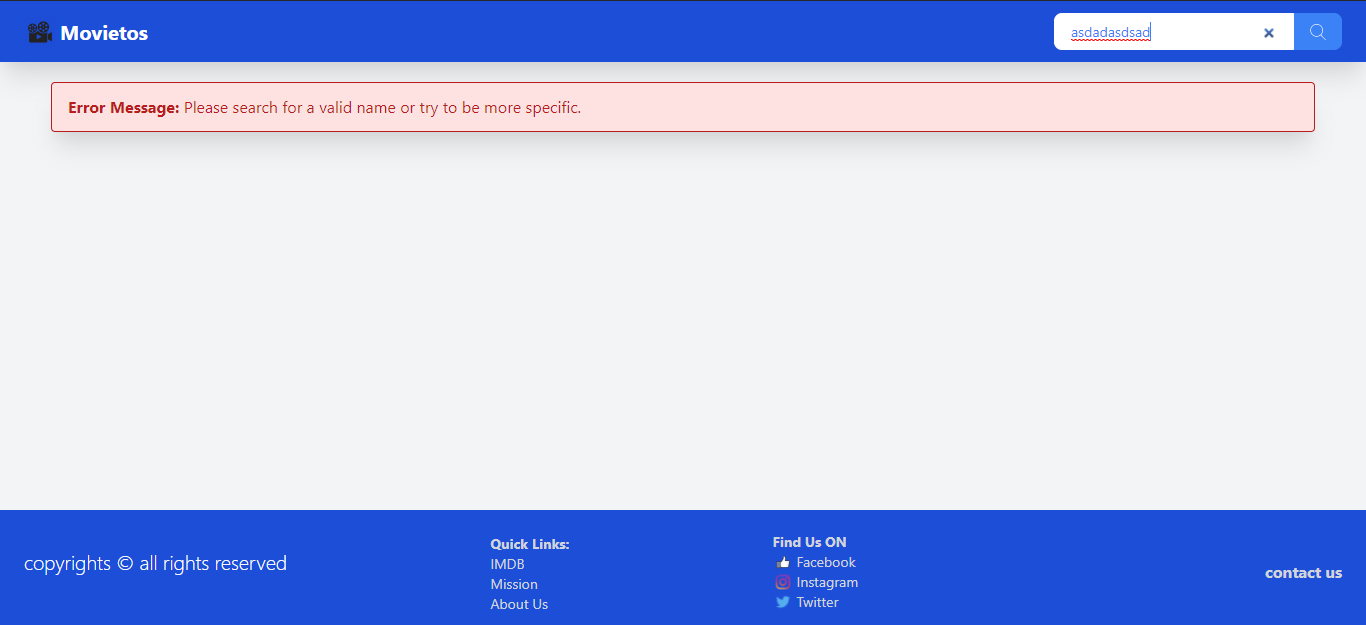 Movietos
asdadasdsad
Error Message: Please search for a valid name or try to be more specific.
copyrights © all rights reserved
Quick Links:
IMDB
Mission
About Us
Find Us ON
Facebook
Instagram
Twitter
contact us